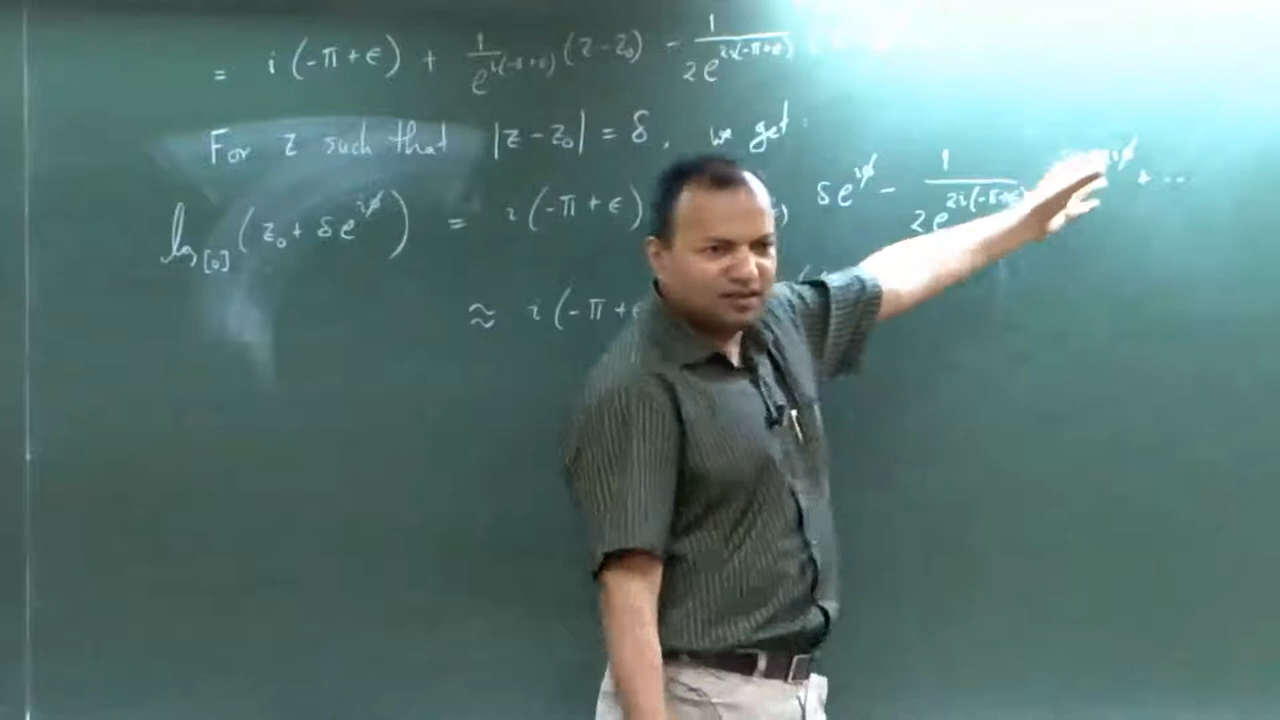 = i(-π+ϵ) + 1/e^{i(-π+ϵ)} (z-z₀) - 1/2e^{2i(-π+ϵ)}
For z such that |z-z₀| = δ, we get:
log_{[0]}(z₀+δe^{iϕ}) = i(-π+ϵ) δe^{iϕ} - 1/2e^{2i(-π+ϵ)} + ...
≈ i(-π+ϵ